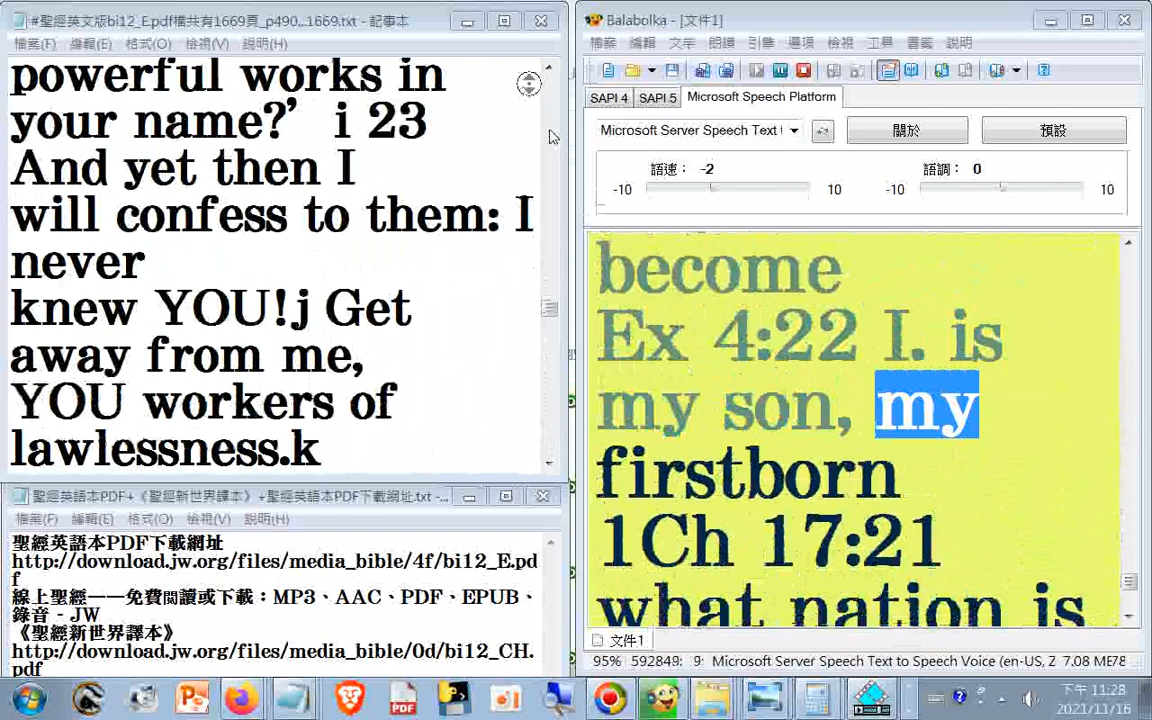 #聖經英文版bi12_E.pdf檔共有1669頁_p490,..1669.txt - 記事本
檔案(F) 編輯(E) 格式(O) 檢視(V) 說明(H)
powerful works in
your name?’ i 23
And yet then I
will confess to them: I
never
knew YOU!j Get
away from me,
YOU workers of
lawlessness.k
聖經英語本PDF+《聖經新世界譯本》+聖經英語本PDF下載網址.txt -...
檔案(F) 編輯(E) 格式(O) 檢視(V) 說明(H)
聖經英語本PDF下載網址
http://download.jw.org/files/media_bible/4f/bi12_E.pd
f
線上聖經——免費閱讀或下載：MP3、AAC、PDF、EPUB、
錄音 - JW
《聖經新世界譯本》
http://download.jw.org/files/media_bible/0d/bi12_CH.
pdf
Balabolka - [文件1]
檔案 編輯 文字 朗讀 引擎 選項 檢視 工具 書籤 說明
SAPI 4 SAPI 5 Microsoft Speech Platform
Microsoft Server Speech Text 關於 預設
語速： -2 語調： 0
-10 10 -10 10
become
Ex 4:22 I. is
my son, my
firstborn
1Ch 17:21
what nation is
文件1
95% 592849: 9: Microsoft Server Speech Text to Speech Voice (en-US, Z 7.08 ME78
下午 11:28
2021/11/16